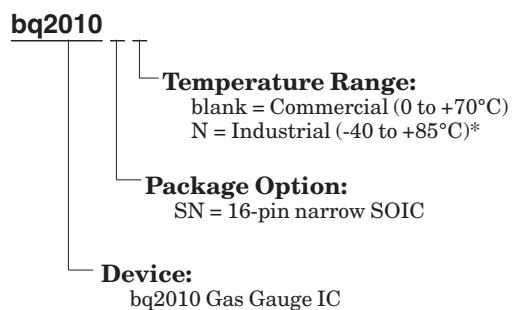 bq2010
Temperature Range:
blank = Commercial (0 to +70°C)
N = Industrial (-40 to +85°C)*
Package Option:
SN = 16-pin narrow SOIC
Device:
bq2010 Gas Gauge IC